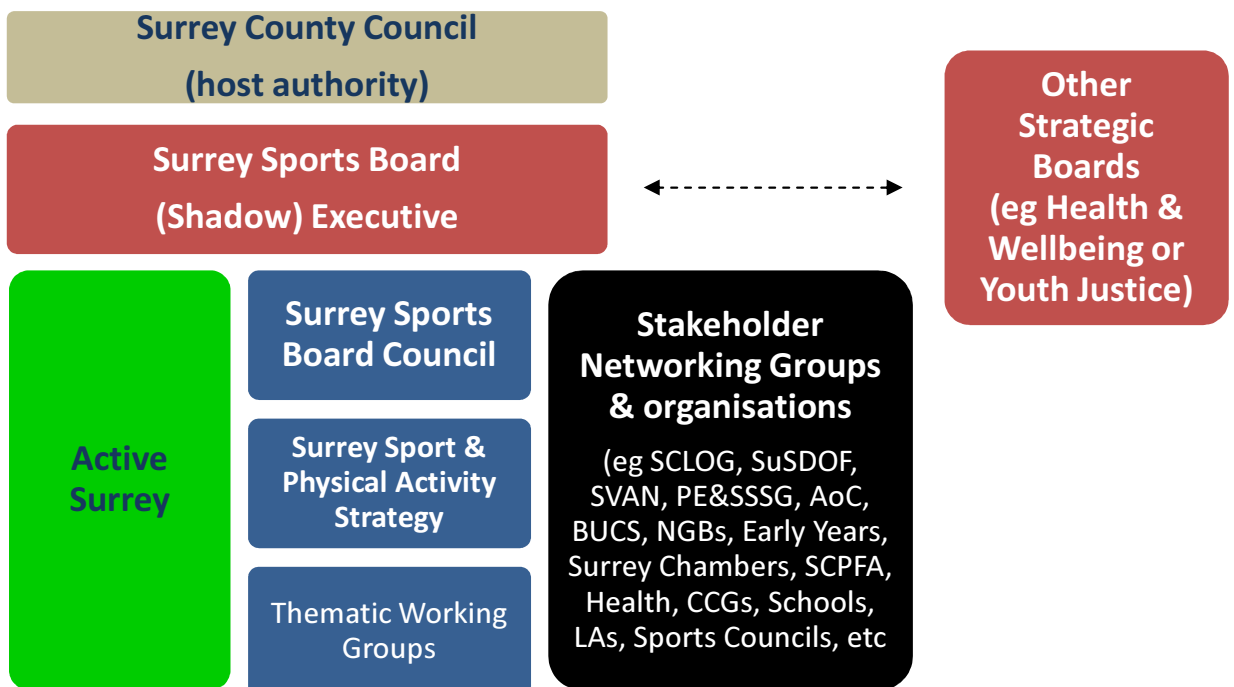 Surrey County Council
(host authority)
Surrey Sports Board
(Shadow) Executive
Other
Strategic
Boards
(eg Health &
Wellbeing or
Youth Justice)
Active
Surrey
Surrey Sports
Board Council
Surrey Sport &
Physical Activity
Strategy
Thematic Working
Groups
Stakeholder
Networking Groups
& organisations
(eg SCLOG, SuSDOF,
SVAN, PE&SSSG, AoC,
BUCS, NGBs, Early Years,
Surrey Chambers, SCPFA,
Health, CCGs, Schools,
LAs, Sports Councils, etc